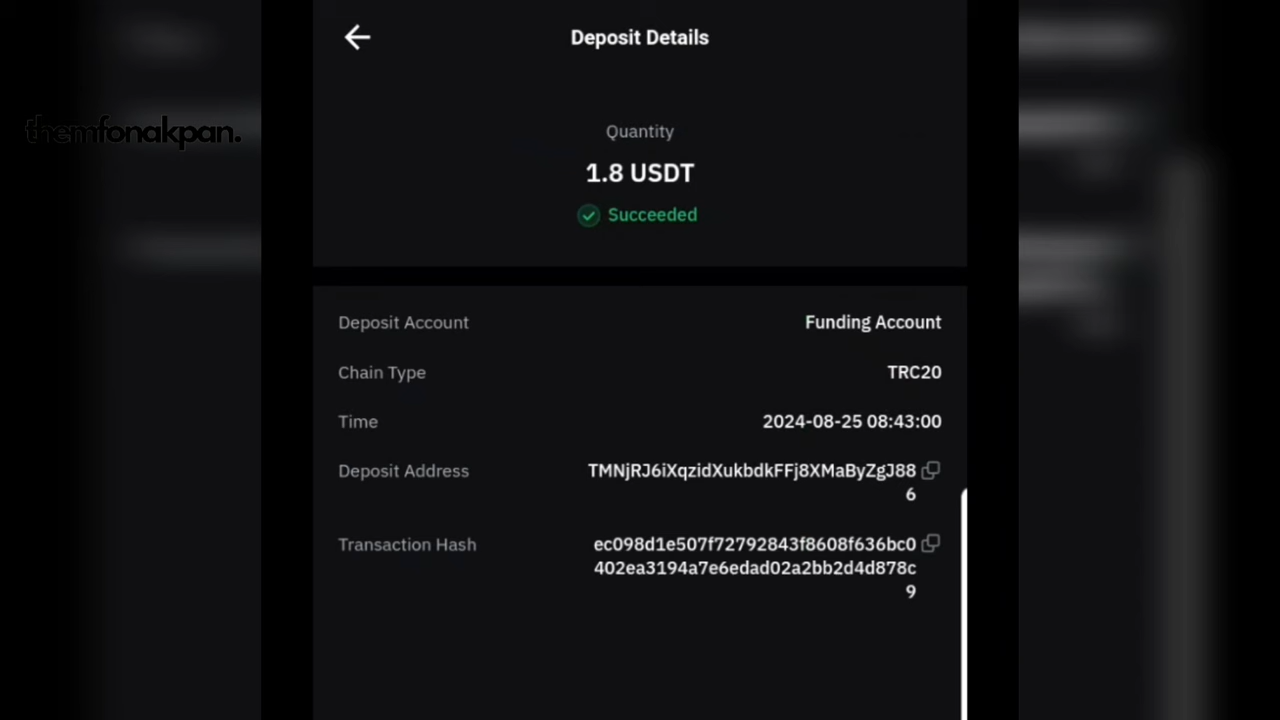 Deposit Details
themfonakpan.
Quantity
1.8 USDT
Succeeded
Deposit Account Funding Account
Chain Type TRC20
Time 2024-08-25 08:43:00
Deposit Address TMNjRJ6iXqzidXukbdkFFj8XMaByZgJ88
6
Transaction Hash ec098d1e507f72792843f8608f636bc0
402ea3194a7e6edad02a2bb2d4d878c
9